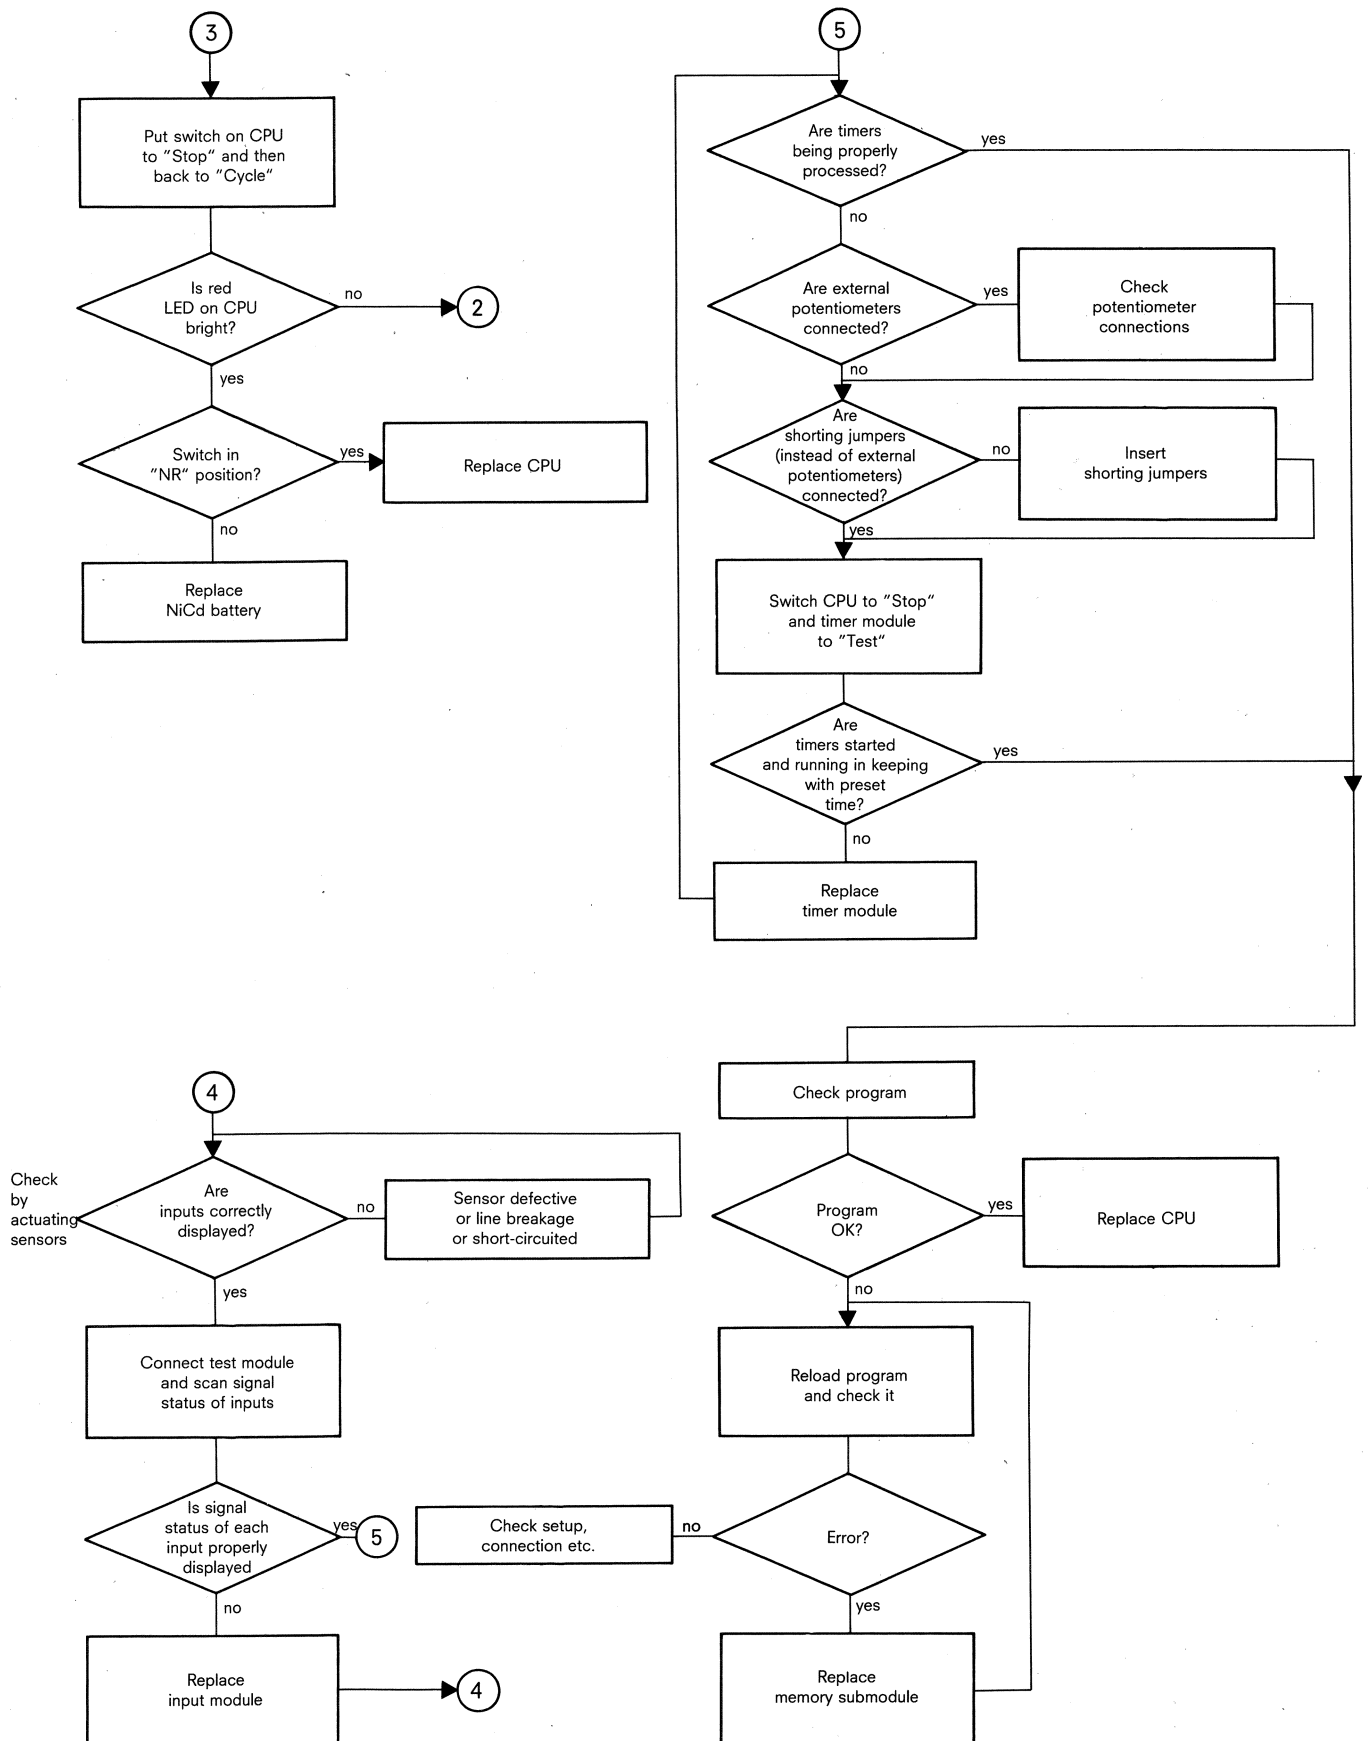 3
Put switch on CPU
to "Stop" and then
back to "Cycle"
Is red
LED on CPU
bright?
no
2
yes
Switch in
"NR" position?
yes
Replace CPU
no
Replace
NiCd battery
5
Are timers
being properly
processed?
yes
no
Are external
potentiometers
connected?
yes
Check
potentiometer
connections
no
Are
shorting jumpers
(instead of external
potentiometers)
connected?
no
Insert
shorting jumpers
yes
Switch CPU to "Stop"
and timer module
to "Test"
Are
timers started
and running in keeping
with preset
time?
yes
no
Replace
timer module
4
Check
by
actuating
sensors
Are
inputs correctly
displayed?
no
Sensor defective
or line breakage
or short-circuited
yes
Connect test module
and scan signal
status of inputs
Is signal
status of each
input properly
displayed
yes
5
no
Replace
input module
4
Check program
Program
OK?
yes
Replace CPU
no
Reload program
and check it
Error?
no
Check setup,
connection etc.
yes
Replace
memory submodule